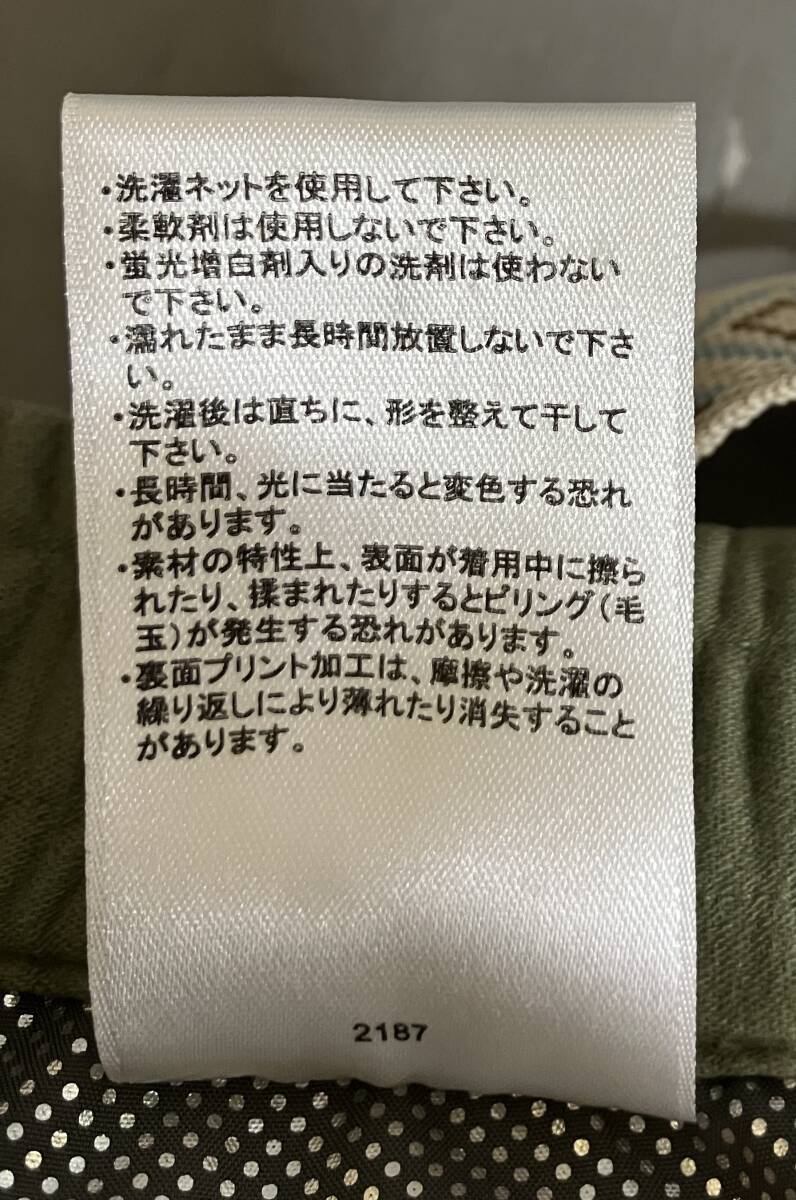 ・洗濯ネットを使用して下さい。
・柔軟剤は使用しないで下さい。
・蛍光増白剤入りの洗剤は使わない
で下さい。
・濡れたまま長時間放置しないで下さ
い。
・洗濯後は直ちに、形を整えて干して
下さい。
・長時間、光に当たると変色する恐れ
があります。
・素材の特性上、表面が着用中に擦ら
れたり、揉まれたりするとピリング(毛
玉)が発生する恐れがあります。
・裏面プリント加工は、摩擦や洗濯の
繰り返しにより薄れたり消失すること
があります。
2187